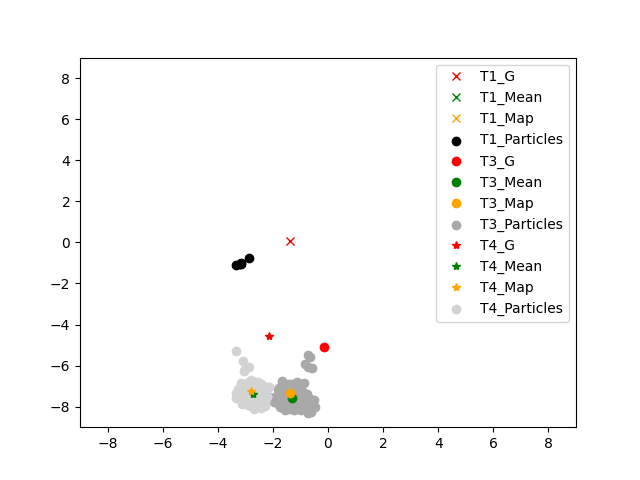 8
6
4
2
0
−2
−4
−6
−8
−8
−6
−4
−2
0
2
4
6
8
T1_G
T1_Mean
T1_Map
T1_Particles
T3_G
T3_Mean
T3_Map
T3_Particles
T4_G
T4_Mean
T4_Map
T4_Particles